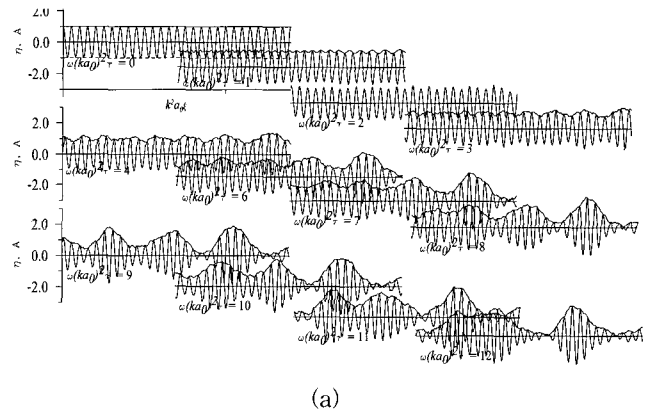 η, A
2.0
0.0
-2.0
ω(ka₀)²τ = 0
ω(ka₀)²τ = 1
ω(ka₀)²τ = 2
ω(ka₀)²τ = 3
η, A
2.0
0.0
-2.0
ω(ka₀)²τ = 4
ω(ka₀)²τ = 6
ω(ka₀)²τ = 7
ω(ka₀)²τ = 8
η, A
2.0
0.0
-2.0
ω(ka₀)²τ = 9
ω(ka₀)²τ = 10
ω(ka₀)²τ = 11
ω(ka₀)²τ = 12
(a)